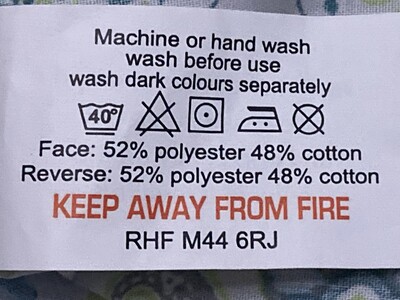 Machine or hand wash
wash before use
wash dark colours separately
40°
Face: 52% polyester 48% cotton
Reverse: 52% polyester 48% cotton
KEEP AWAY FROM FIRE
RHF M44 6RJ